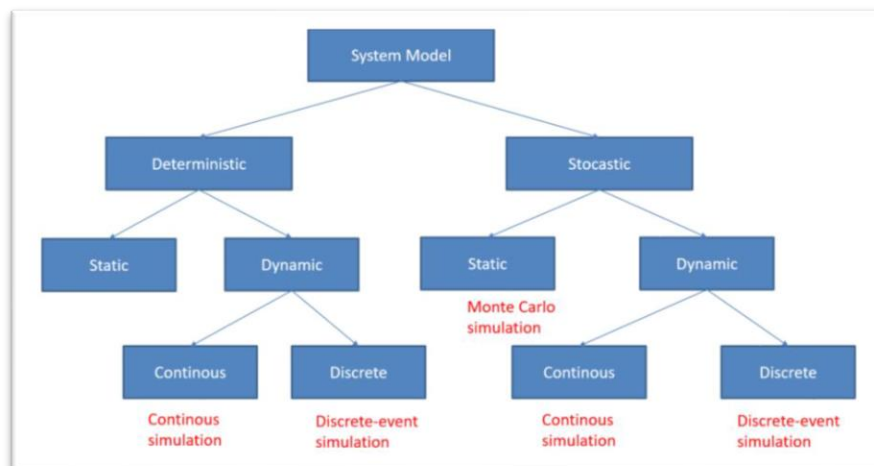 System Model
Deterministic
Stocastic
Static
Dynamic
Static
Dynamic
Monte Carlo
simulation
Continous
Discrete
Continous
Discrete
Continous
simulation
Discrete-event
simulation
Continous
simulation
Discrete-event
simulation